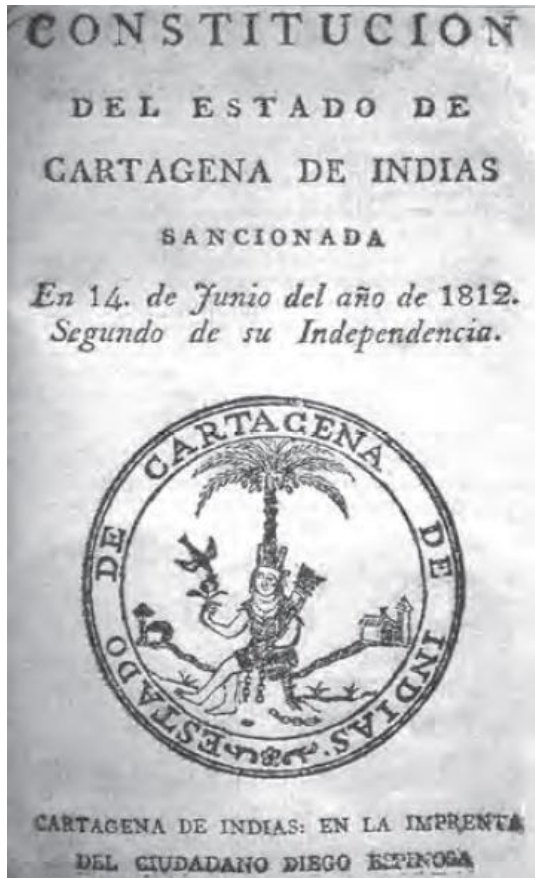 CONSTITUCION
DEL ESTADO DE
CARTAGENA DE INDIAS
SANCIONADA
En 14. de Junio del año de 1812.
Segundo de su Independencia.
ESTADO DE CARTAGENA DE INDIAS.
CARTAGENA DE INDIAS: EN LA IMPRENTA
DEL CIUDADANO DIEGO ESPINOSA